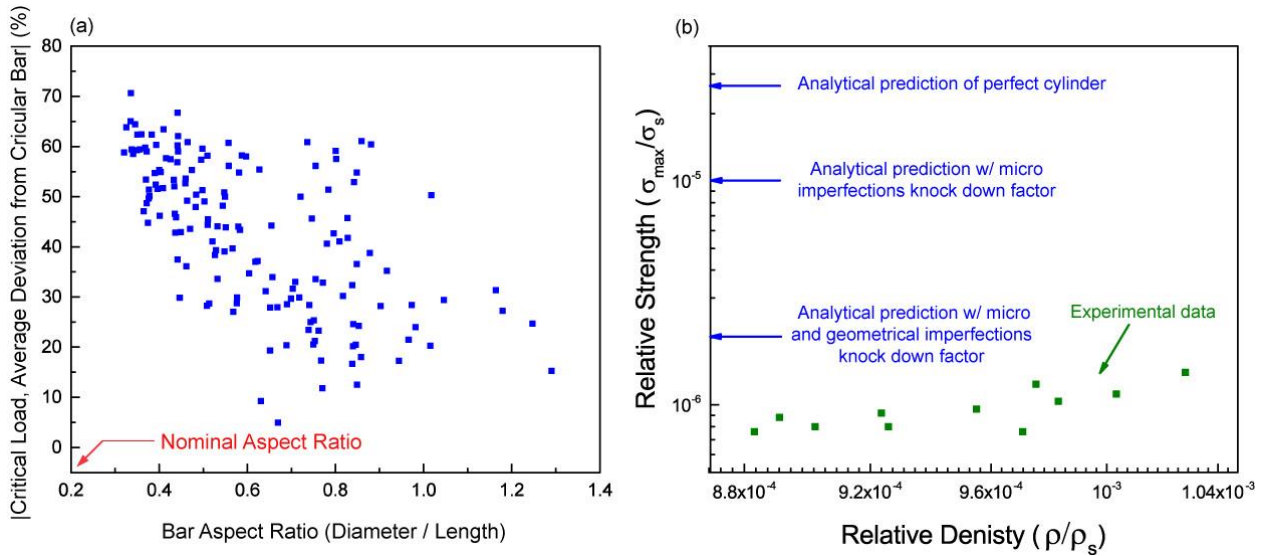 (a)
|Critical Load, Average Deviation from Cricular Bar| (%)
80
70
60
50
40
30
20
10
0
Nominal Aspect Ratio
0.2 0.4 0.6 0.8 1.0 1.2 1.4
Bar Aspect Ratio (Diameter / Length)
(b)
Relative Strength (σmax/σs)
Analytical prediction of perfect cylinder
10⁻⁵
Analytical prediction w/ micro
imperfections knock down factor
Analytical prediction w/ micro
and geometrical imperfections
knock down factor
Experimental data
10⁻⁶
8.8x10⁻⁴ 9.2x10⁻⁴ 9.6x10⁻⁴ 10⁻³ 1.04x10⁻³
Relative Denisty (ρ/ρs)